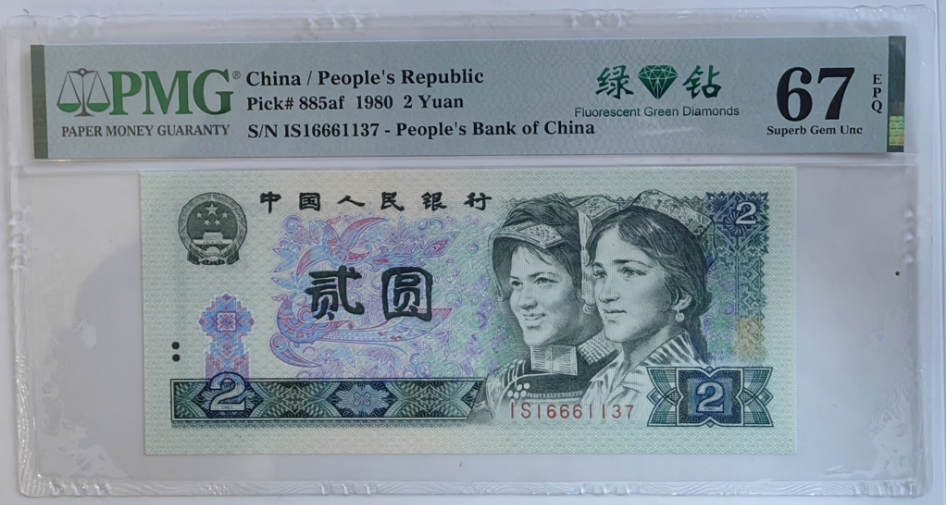 PMG®
PAPER MONEY GUARANTY
China / People's Republic
Pick# 885af 1980 2 Yuan
S/N IS16661137 - People's Bank of China
绿 钻
Fluorescent Green Diamonds
67
Superb Gem Unc
EPQ
中国人民银行
2
贰圆
2
IS16661137
2